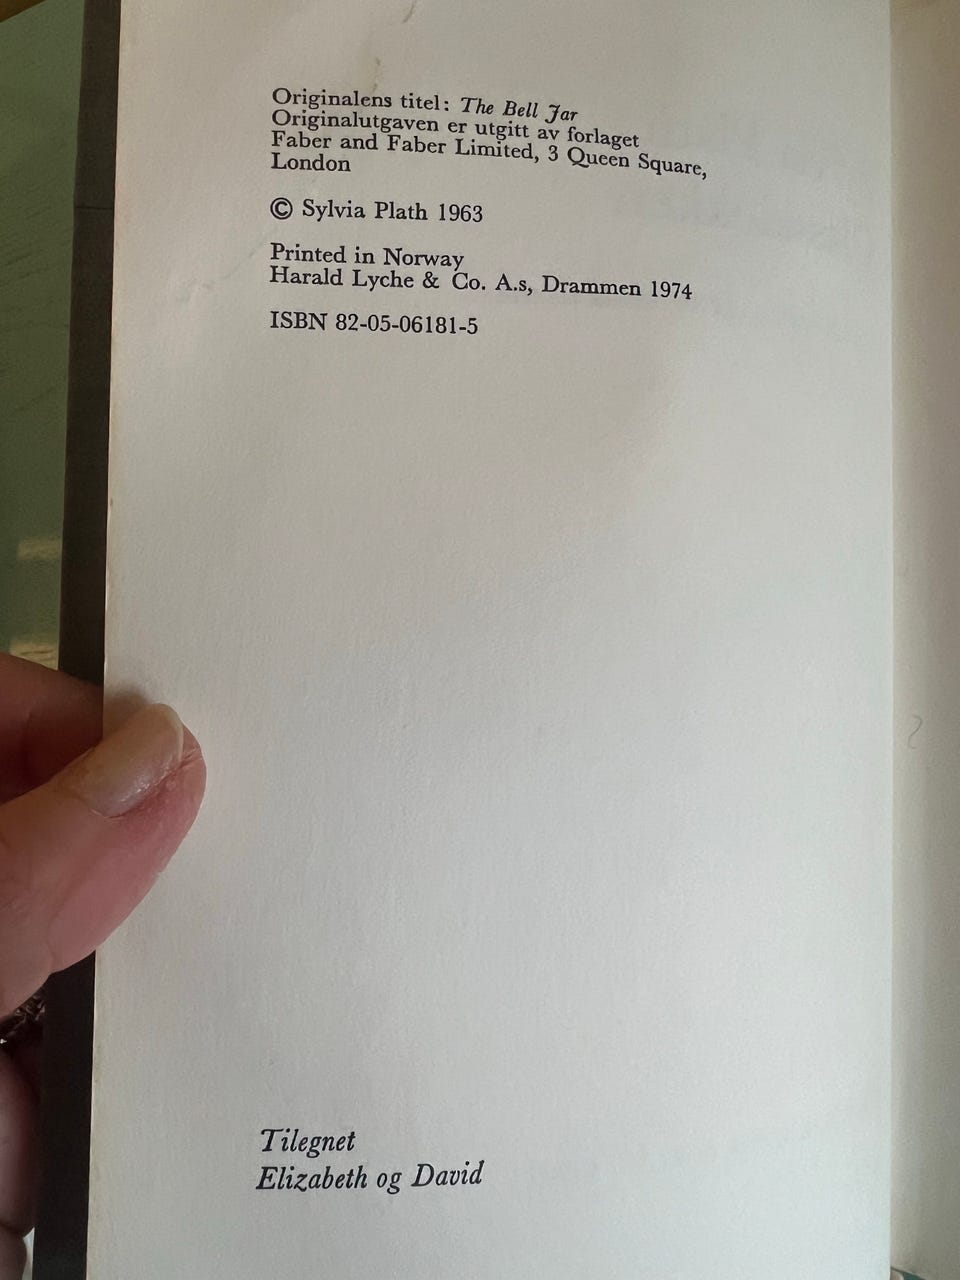 Originalens titel: The Bell Jar
Originalutgaven er utgitt av forlaget
Faber and Faber Limited, 3 Queen Square,
London
© Sylvia Plath 1963
Printed in Norway
Harald Lyche & Co. A.s, Drammen 1974
ISBN 82-05-06181-5
Tilegnet
Elizabeth og David